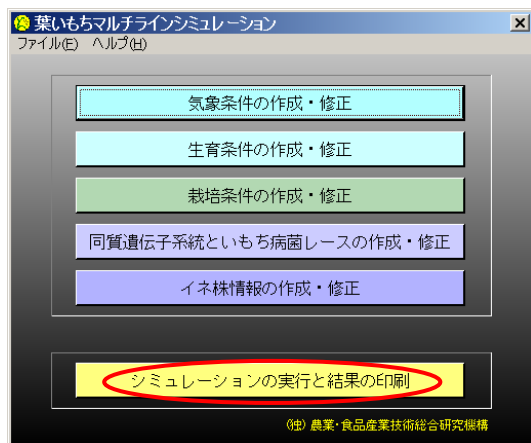 葉いもちマルチラインシミュレーション
ファイル(F) ヘルプ(H)
気象条件の作成・修正
生育条件の作成・修正
栽培条件の作成・修正
同質遺伝子系統といもち病菌レースの作成・修正
イネ株情報の作成・修正
シミュレーションの実行と結果の印刷
(独) 農業・食品産業技術総合研究機構